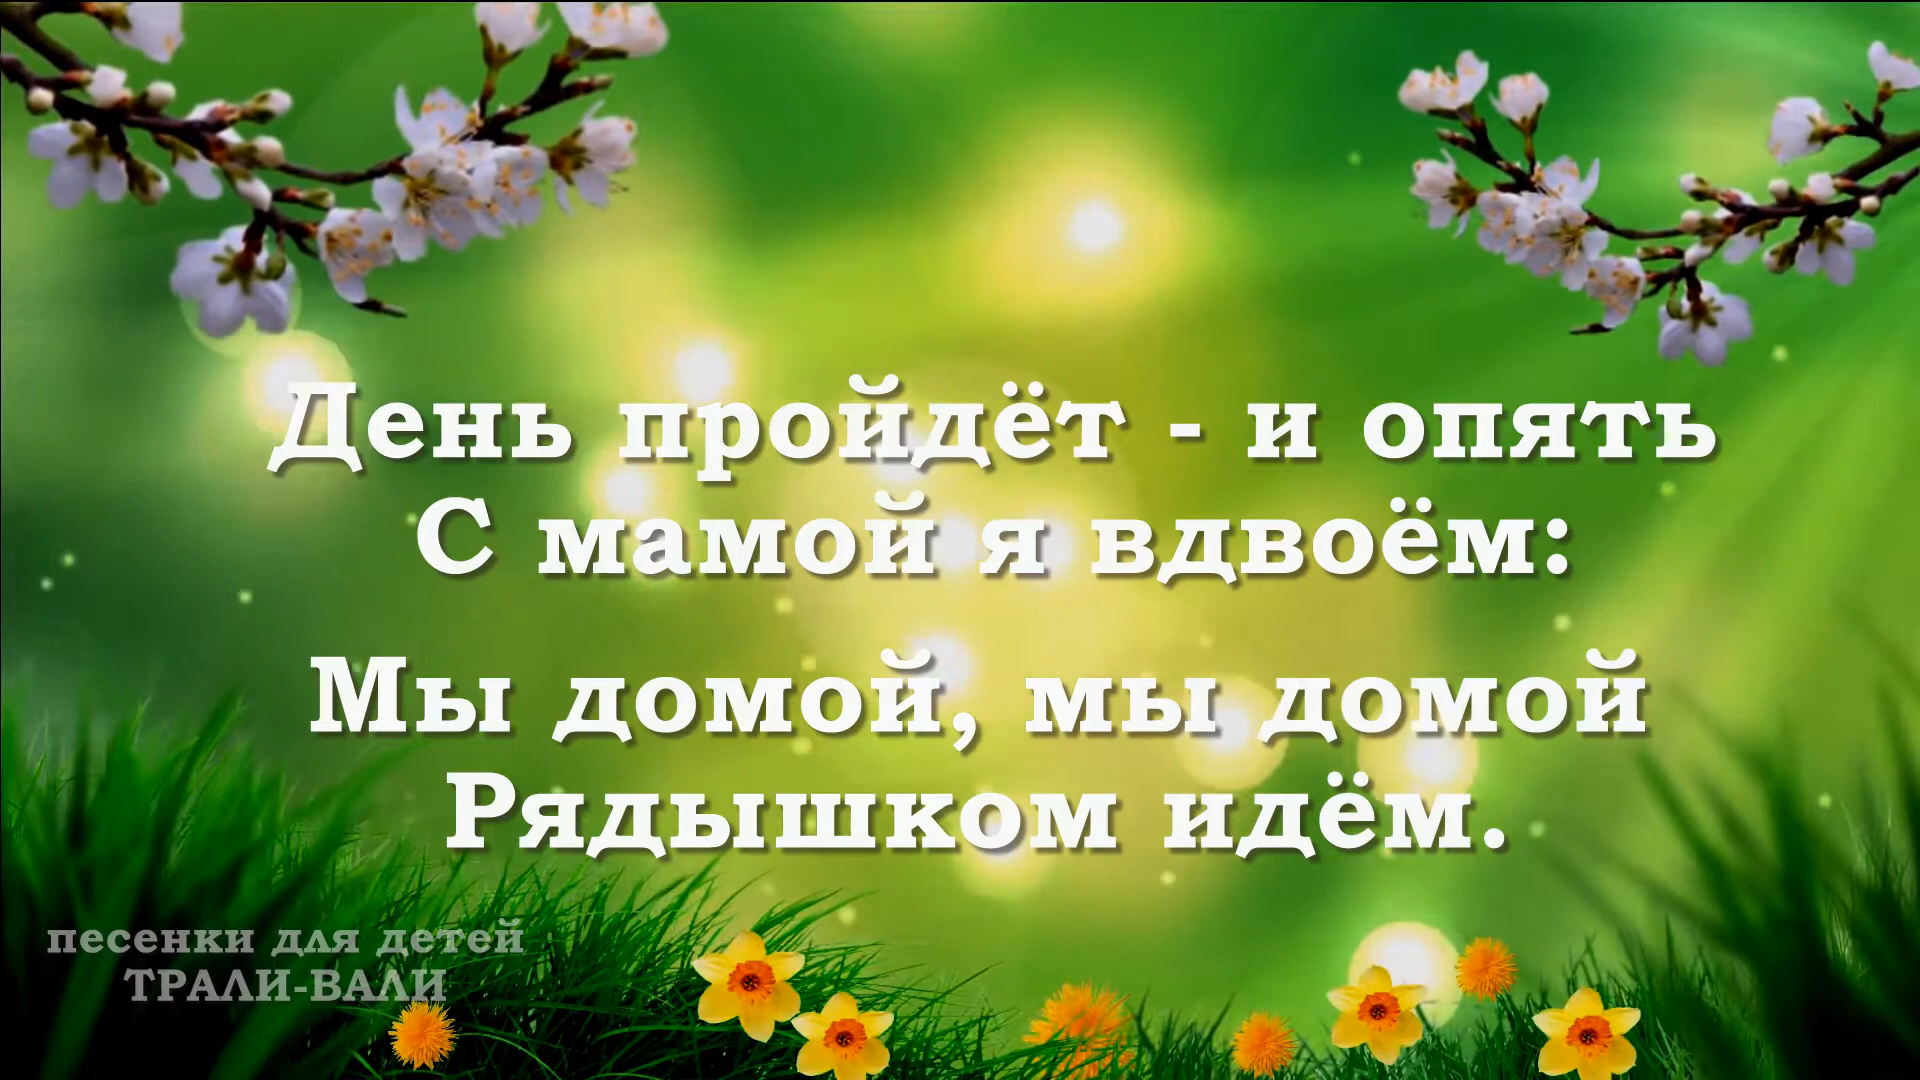 День пройдёт - и опять
С мамой я вдвоём:
Мы домой, мы домой
Рядышком идём.
песенки для детей
ТРАЛИ-ВАЛИ